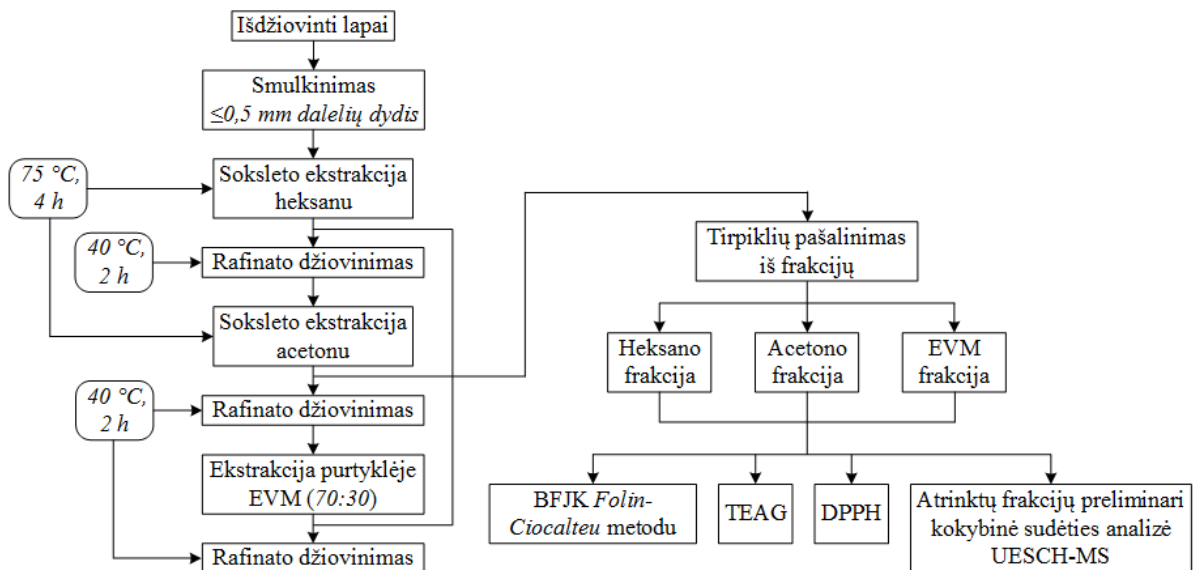 Išdžiovinti lapai
Smulkinimas
≤0,5 mm dalelių dydis
75 °C,
4 h
Soksleto ekstrakcija
heksanu
40 °C,
2 h
Rafinato džiovinimas
Soksleto ekstrakcija
acetonu
40 °C,
2 h
Rafinato džiovinimas
Ekstrakcija purtyklėje
EVM (70:30)
Rafinato džiovinimas
Tirpiklių pašalinimas
iš frakcijų
Heksano
frakcija
Acetono
frakcija
EVM
frakcija
BFJK Folin-
Ciocalteu metodu
TEAG
DPPH
Atrinktų frakcijų preliminari
kokybinė sudėties analizė
UESCH-MS